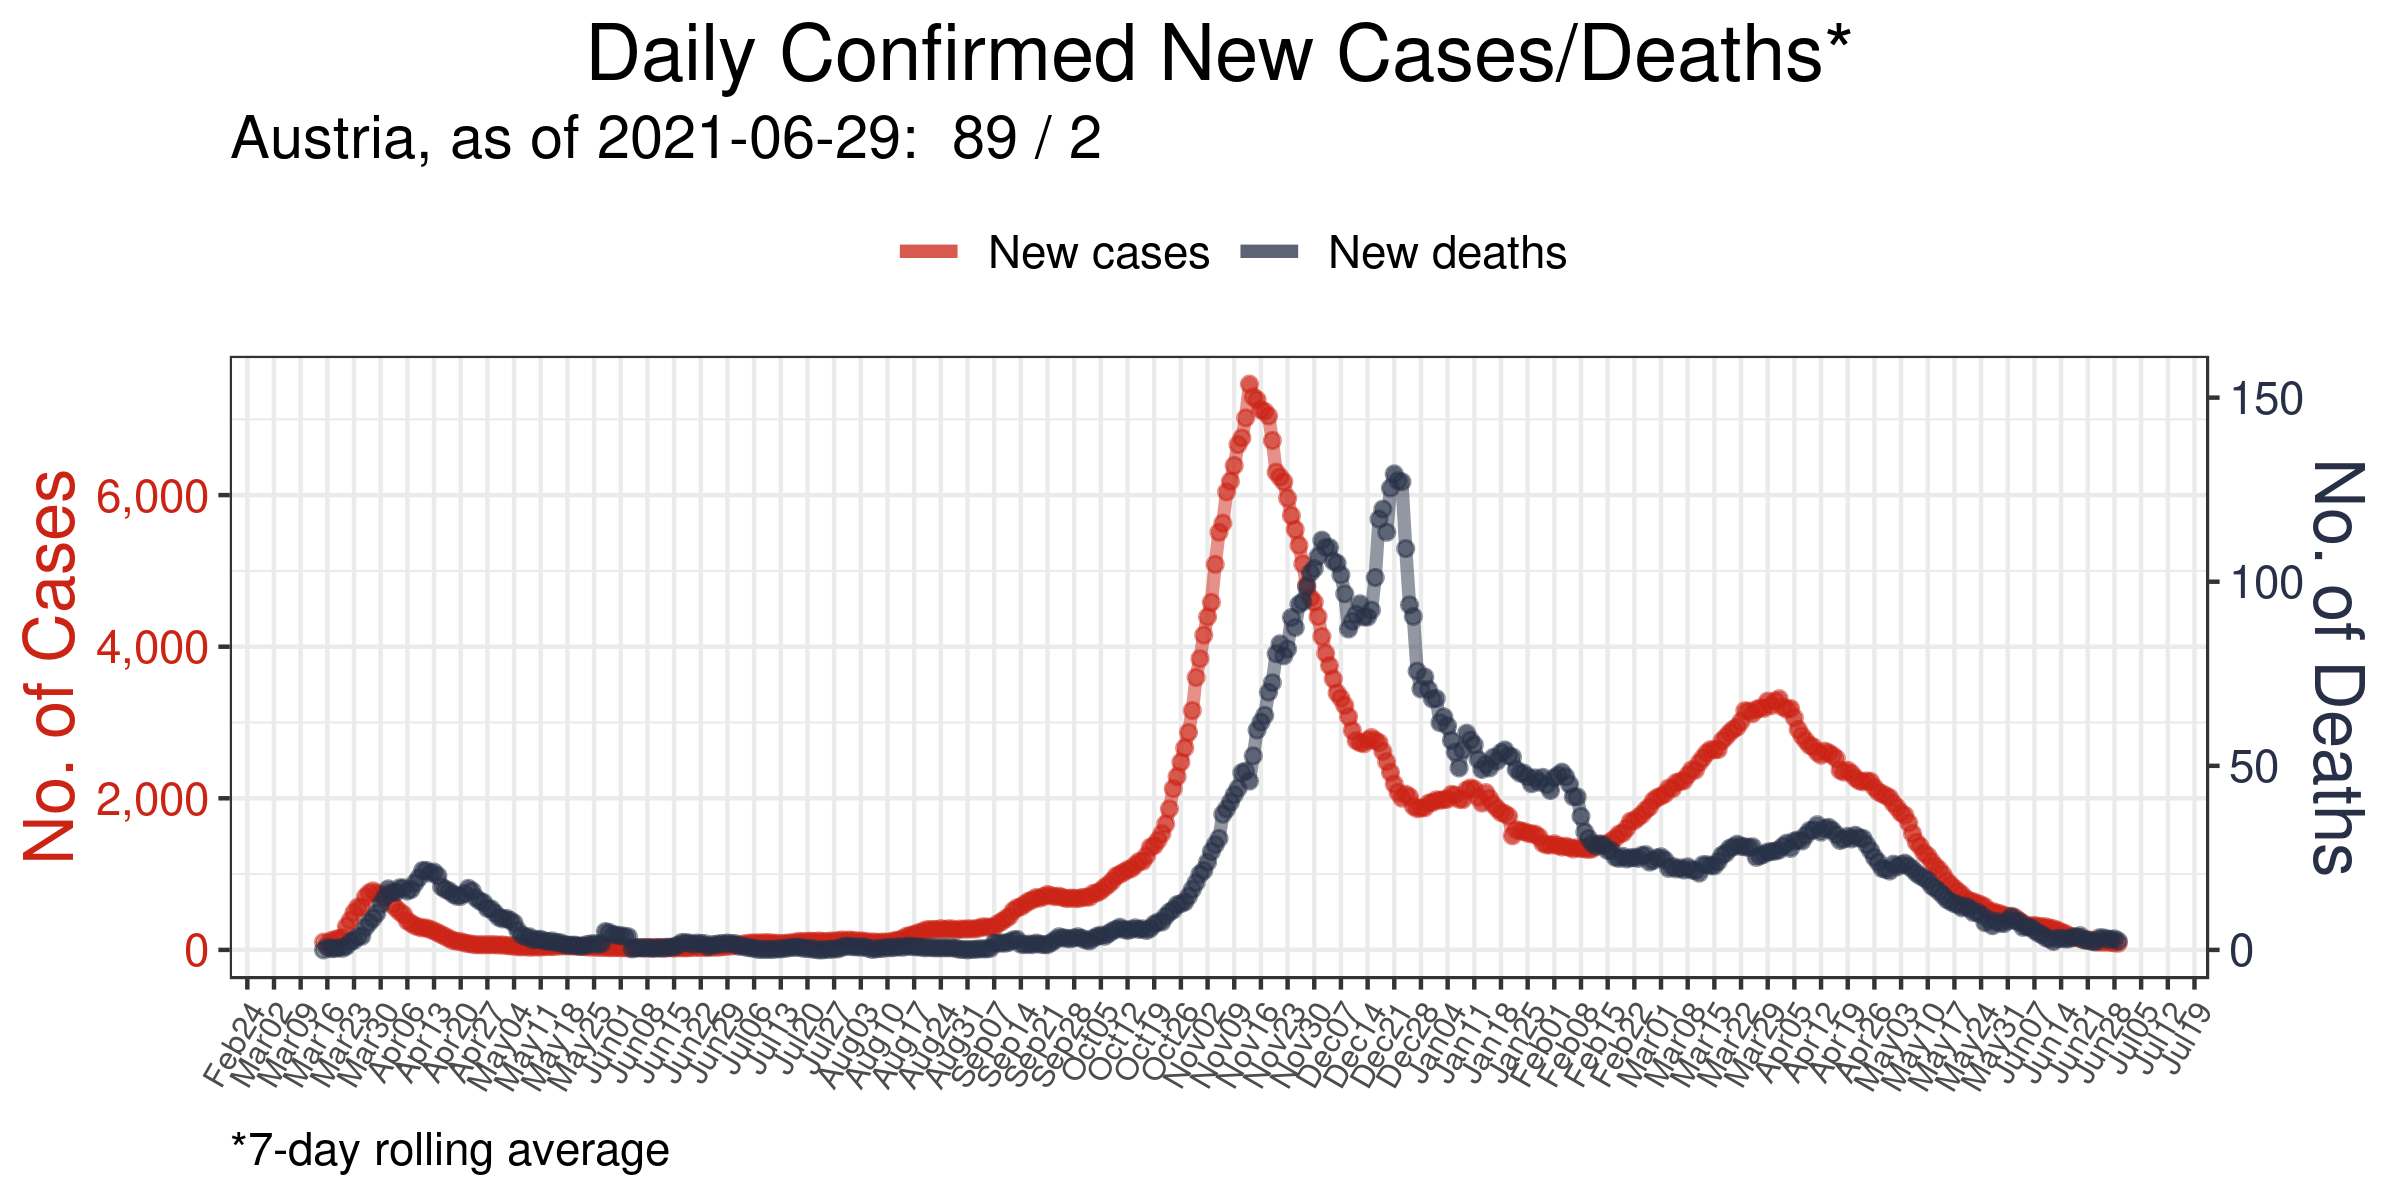 Daily Confirmed New Cases/Deaths*
Austria, as of 2021-06-29: 89 / 2
New cases New deaths
No. of Cases
6,000
4,000
2,000
0
150
100
50
0
No. of Deaths
Feb24 Mar02 Mar09 Mar16 Mar23 Mar30 Apr06 Apr13 Apr20 Apr27 May04 May11 May18 May25 Jun01 Jun08 Jun15 Jun22 Jun29 Jul06 Jul13 Jul20 Jul27 Aug03 Aug10 Aug17 Aug24 Aug31 Sep07 Sep14 Sep21 Sep28 Oct05 Oct12 Oct19 Oct26 Nov02 Nov09 Nov16 Nov23 Nov30 Dec07 Dec14 Dec21 Dec28 Jan04 Jan11 Jan18 Jan25 Feb01 Feb08 Feb15 Feb22 Mar01 Mar08 Mar15 Mar22 Mar29 Apr05 Apr12 Apr19 Apr26 May03 May10 May17 May24 May31 Jun07 Jun14 Jun21 Jun28 Jul05 Jul12 Jul19
*7-day rolling average